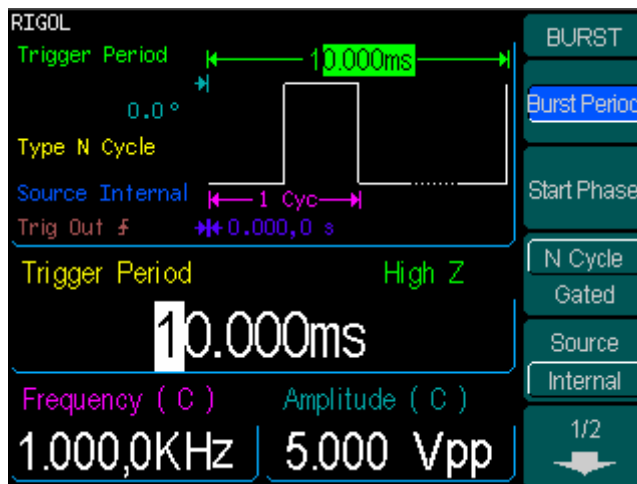 RIGOL
BURST
Trigger Period
10.000ms
0.0°
Burst Period
Type N Cycle
Source Internal
1 Cyc
Start Phase
Trig Out
0.000,0 s
Trigger Period
High Z
N Cycle
Gated
10.000ms
Source
Internal
Frequency ( C )
Amplitude ( C )
1.000,0KHz
5.000 Vpp
1/2